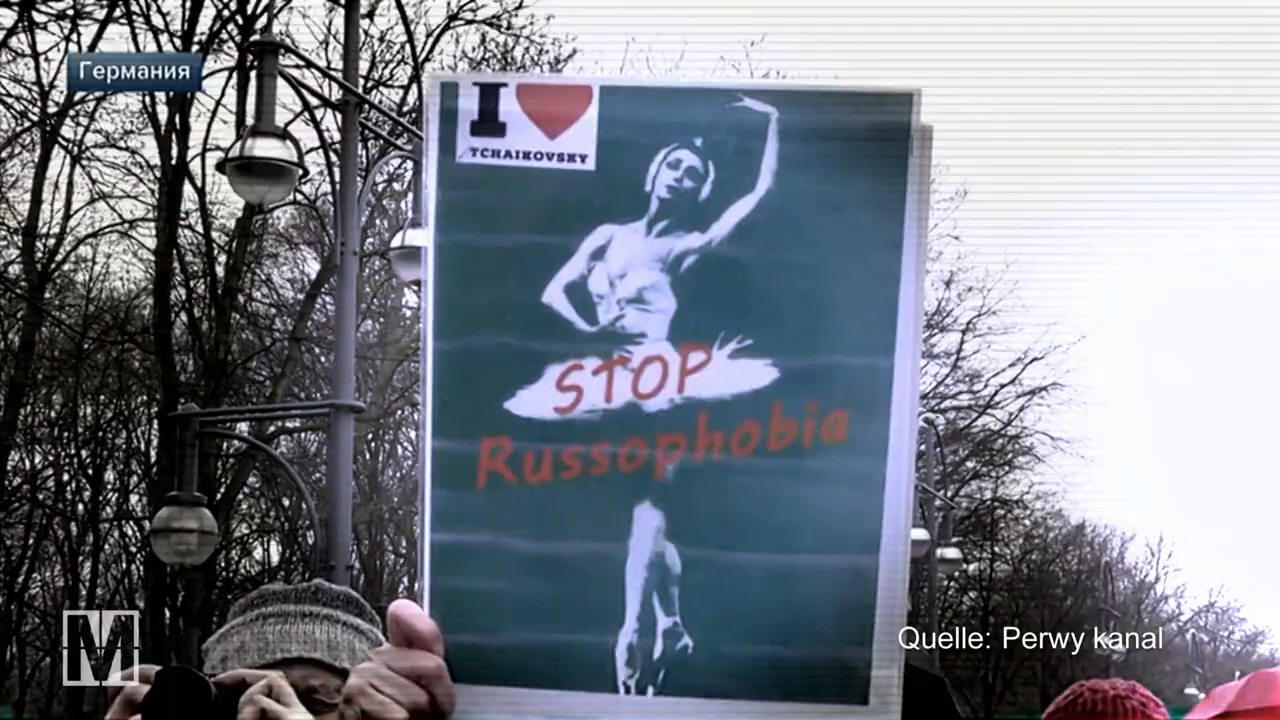 Германия
I ♥
TCHAIKOVSKY
STOP
Russophobia
M
Quelle: Perwy kanal